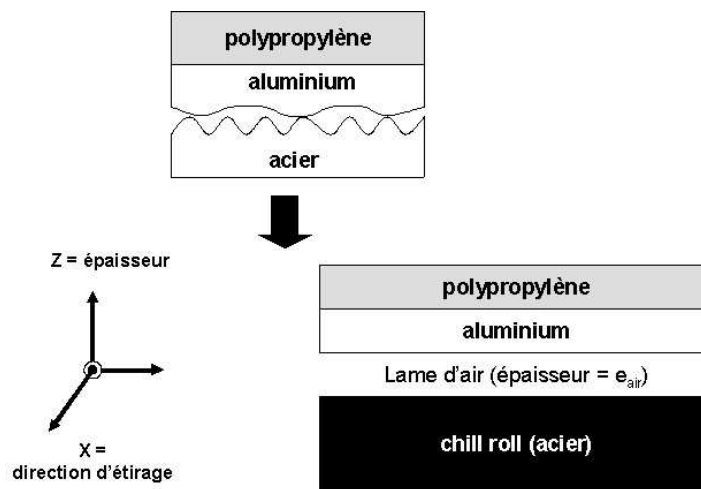 polypropylène
aluminium
acier
Z = épaisseur
X =
direction d'étirage
polypropylène
aluminium
Lame d'air (épaisseur = eair)
chill roll (acier)